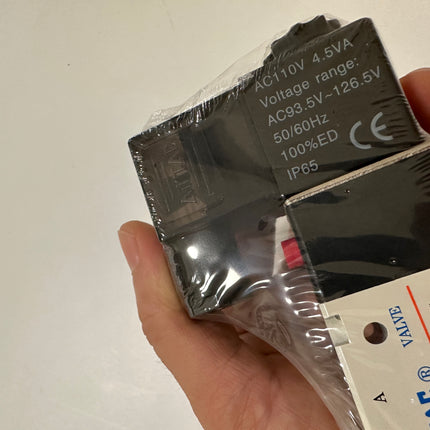 AC110V 4.5VA
Voltage range:
AC93.5V~126.5V
50/60Hz
100%ED
IP65
CE
VALVE
A
®